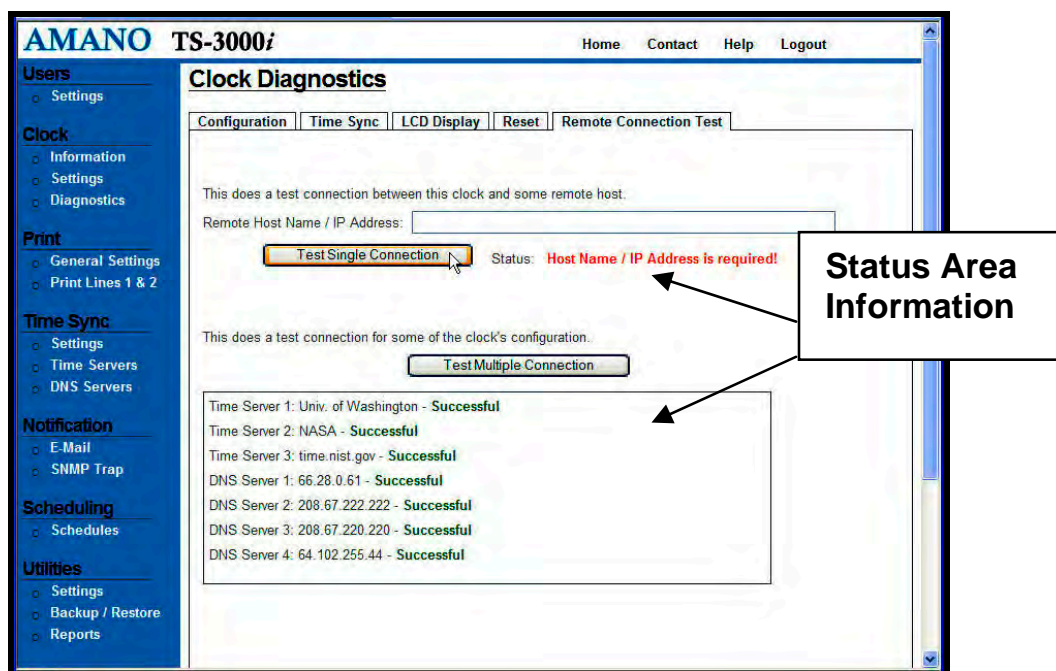 AMANO TS-3000i
Home Contact Help Logout
Users
Settings
Clock
Information
Settings
Diagnostics
Print
General Settings
Print Lines 1 & 2
Time Sync
Settings
Time Servers
DNS Servers
Notification
E-Mail
SNMP Trap
Scheduling
Schedules
Utilities
Settings
Backup / Restore
Reports
Clock Diagnostics
Configuration Time Sync LCD Display Reset Remote Connection Test
This does a test connection between this clock and some remote host.
Remote Host Name / IP Address:
Test Single Connection Status: Host Name / IP Address is required!
This does a test connection for some of the clock's configuration.
Test Multiple Connection
Time Server 1: Univ. of Washington - Successful
Time Server 2: NASA - Successful
Time Server 3: time.nist.gov - Successful
DNS Server 1: 66.28.0.61 - Successful
DNS Server 2: 208.67.222.222 - Successful
DNS Server 3: 208.67.220.220 - Successful
DNS Server 4: 64.102.255.44 - Successful
Status Area
Information